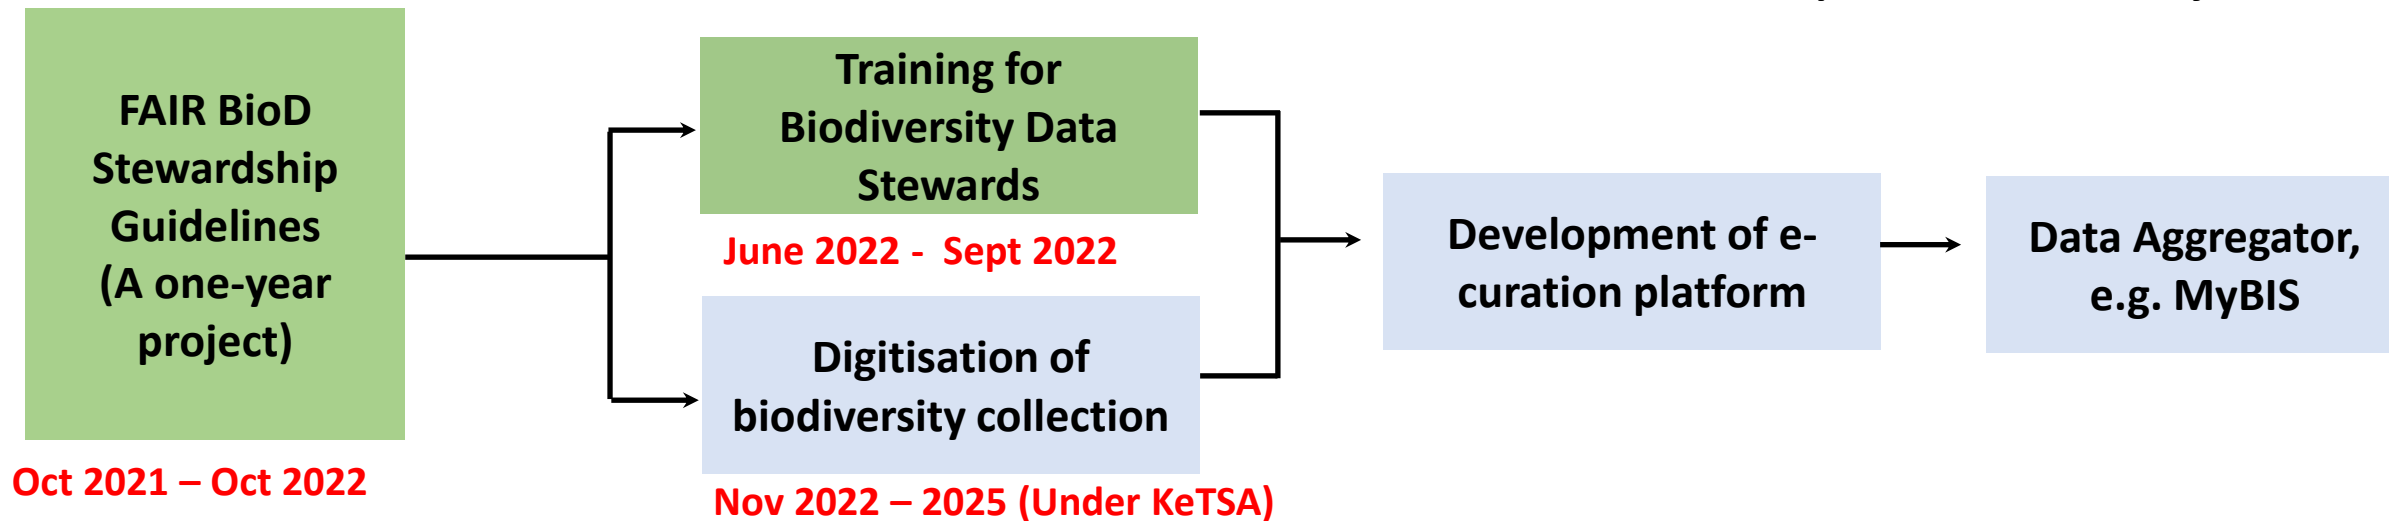 FAIR BioD
Stewardship
Guidelines
(A one-year
project)
Oct 2021 – Oct 2022
Training for
Biodiversity Data
Stewards
June 2022 -  Sept 2022
Digitisation of
biodiversity collection
Nov 2022 – 2025 (Under KeTSA)
Development of e-
curation platform
Data Aggregator,
e.g. MyBIS